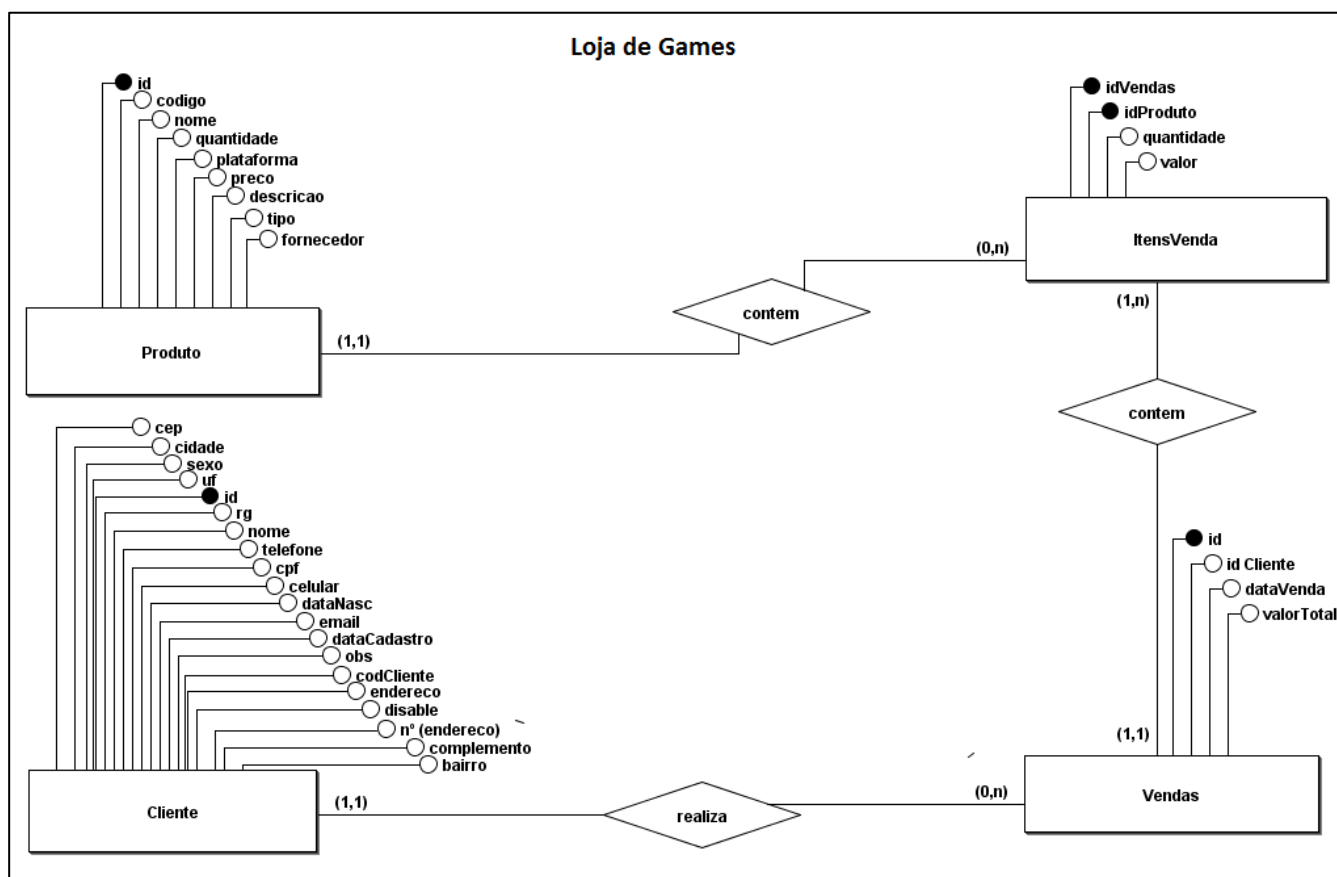 Loja de Games
id
codigo
nome
quantidade
plataforma
preco
descricao
tipo
fornecedor
Produto
(1,1)
contem
(0,n)
idVendas
idProduto
quantidade
valor
ItensVenda
(1,n)
contem
(1,1)
cep
cidade
sexo
uf
id
rg
nome
telefone
cpf
celular
dataNasc
email
dataCadastro
obs
codCliente
endereco
disable
nº (endereco)
complemento
bairro
Cliente
(1,1)
realiza
(0,n)
id
id Cliente
dataVenda
valorTotal
Vendas